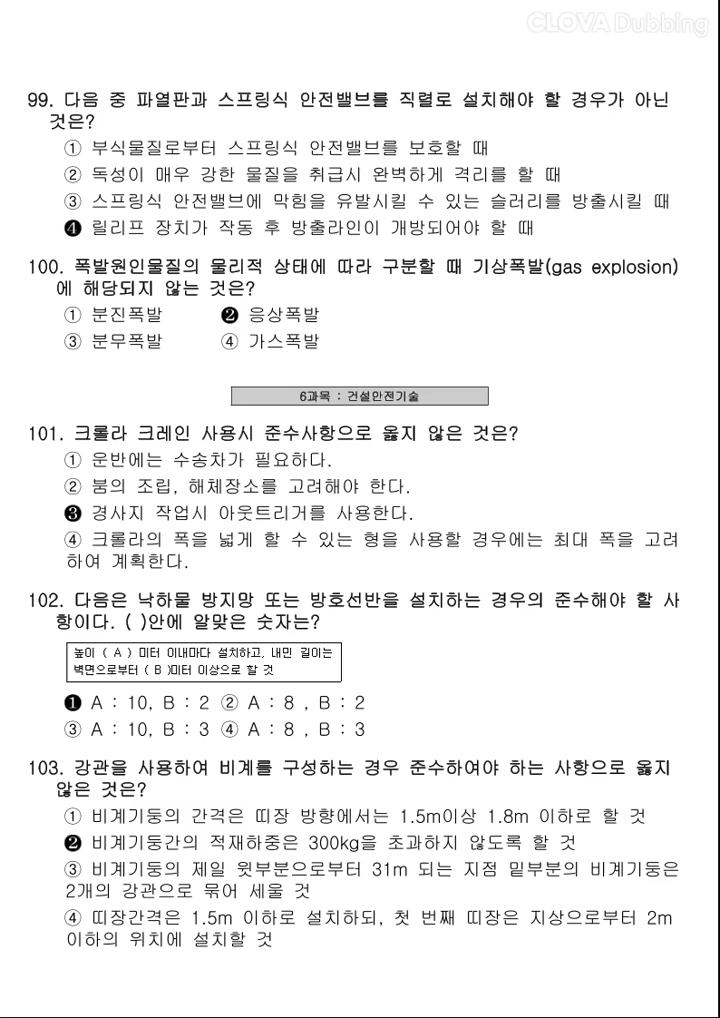 CLOVA Dubbing
99. 다음 중 파열판과 스프링식 안전밸브를 직렬로 설치해야 할 경우가 아닌
것은?
① 부식물질로부터 스프링식 안전밸브를 보호할 때
② 독성이 매우 강한 물질을 취급시 완벽하게 격리를 할 때
③ 스프링식 안전밸브에 막힘을 유발시킬 수 있는 슬러리를 방출시킬 때
❹ 릴리프 장치가 작동 후 방출라인이 개방되어야 할 때
100. 폭발원인물질의 물리적 상태에 따라 구분할 때 기상폭발(gas explosion)
에 해당되지 않는 것은?
① 분진폭발 ❷ 응상폭발
③ 분무폭발 ④ 가스폭발
6과목 : 건설안전기술
101. 크롤라 크레인 사용시 준수사항으로 옳지 않은 것은?
① 운반에는 수송차가 필요하다.
② 붐의 조립, 해체장소를 고려해야 한다.
❸ 경사지 작업시 아웃트리거를 사용한다.
④ 크롤라의 폭을 넓게 할 수 있는 형을 사용할 경우에는 최대 폭을 고려
하여 계획한다.
102. 다음은 낙하물 방지망 또는 방호선반을 설치하는 경우의 준수해야 할 사
항이다. ( )안에 알맞은 숫자는?
높이 ( A ) 미터 이내마다 설치하고, 내민 길이는
벽면으로부터 ( B )미터 이상으로 할 것
❶ A : 10, B : 2 ② A : 8 , B : 2
③ A : 10, B : 3 ④ A : 8 , B : 3
103. 강관을 사용하여 비계를 구성하는 경우 준수하여야 하는 사항으로 옳지
않은 것은?
① 비계기둥의 간격은 띠장 방향에서는 1.5m이상 1.8m 이하로 할 것
❷ 비계기둥간의 적재하중은 300kg을 초과하지 않도록 할 것
③ 비계기둥의 제일 윗부분으로부터 31m 되는 지점 밑부분의 비계기둥은
2개의 강관으로 묶어 세울 것
④ 띠장간격은 1.5m 이하로 설치하되, 첫 번째 띠장은 지상으로부터 2m
이하의 위치에 설치할 것